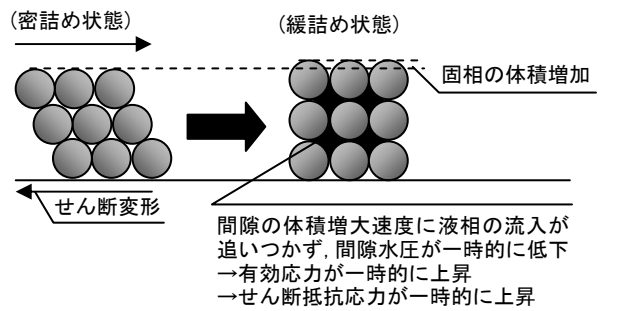 (密詰め状態)
(緩詰め状態)
固相の体積増加
せん断変形
間隙の体積増大速度に液相の流入が
追いつかず，間隙水圧が一時的に低下
→有効応力が一時的に上昇
→せん断抵抗応力が一時的に上昇